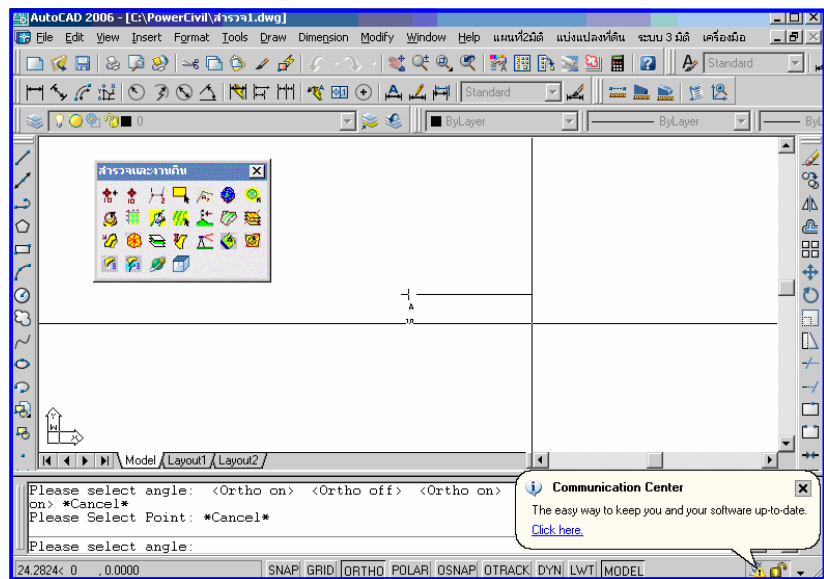 AutoCAD 2006 - [C:\PowerCivil\สำรวจ1.dwg]
File Edit View Insert Format Tools Draw Dimension Modify Window Help แผนที่2มิติ แบ่งแปลงที่ดิน ระบบ 3 มิติ เครื่องมือ
Standard
Standard
0 ByLayer ByLayer ByL
สำรวจและงานดิน
A
Y
W
X
Model Layout1 Layout2
Please select angle: <Ortho on> <Ortho off> <Ortho on>
on> *Cancel*
Please Select Point: *Cancel*
Please select angle:
Communication Center
The easy way to keep you and your software up-to-date.
Click here.
24.2824< 0 , 0.0000 SNAP GRID ORTHO POLAR OSNAP OTRACK DYN LWT MODEL